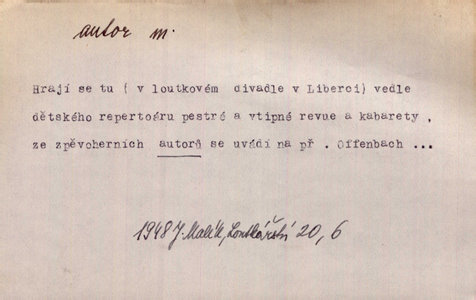 autor m.
Hrají se tu ( v loutkovém divadle v Liberci) vedle
dětského repertoáru pestré a vtipné revue a kabarety ,
ze zpěvoherních autorů se uvádí na př . Offenbach ...
1948 J. Malík, Loutkářství 20, 6